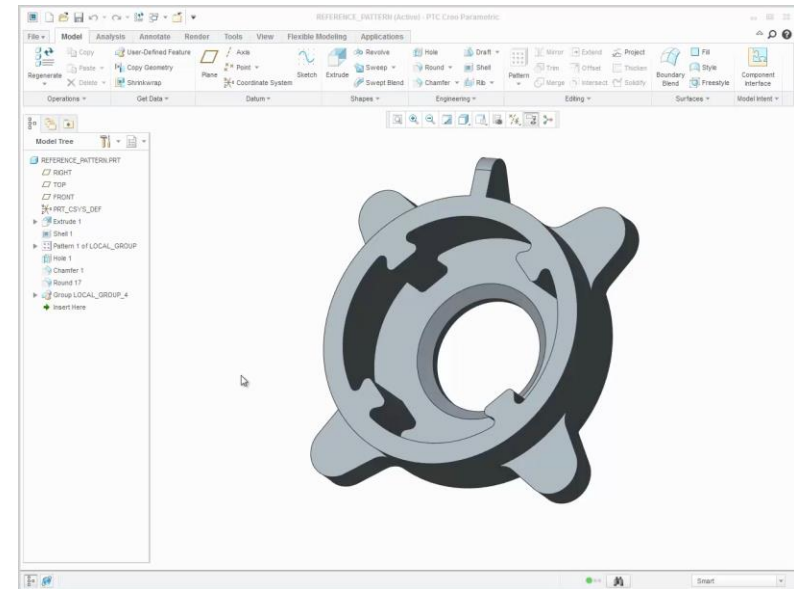 REFERENCE_PATTERN (Active) - PTC Creo Parametric
File Model Analysis Annotate Render Tools View Flexible Modeling Applications
Regenerate Copy Paste Delete User-Defined Feature Copy Geometry Shrinkwrap Plane Axis Point Coordinate System Sketch Extrude Revolve Sweep Swept Blend Hole Round Chamfer Draft Shell Rib Pattern Mirror Trim Merge Extend Offset Intersect Project Thicken Solidify Boundary Blend Fill Style Freestyle Component Interface
Operations Get Data Datum Shapes Engineering Editing Surfaces Model Intent
Model Tree
REFERENCE_PATTERN.PRT
RIGHT
TOP
FRONT
PRT_CSYS_DEF
Extrude 1
Shell 1
Pattern 1 of LOCAL_GROUP
Hole 1
Chamfer 1
Round 17
Group LOCAL_GROUP_4
Insert Here
Smart